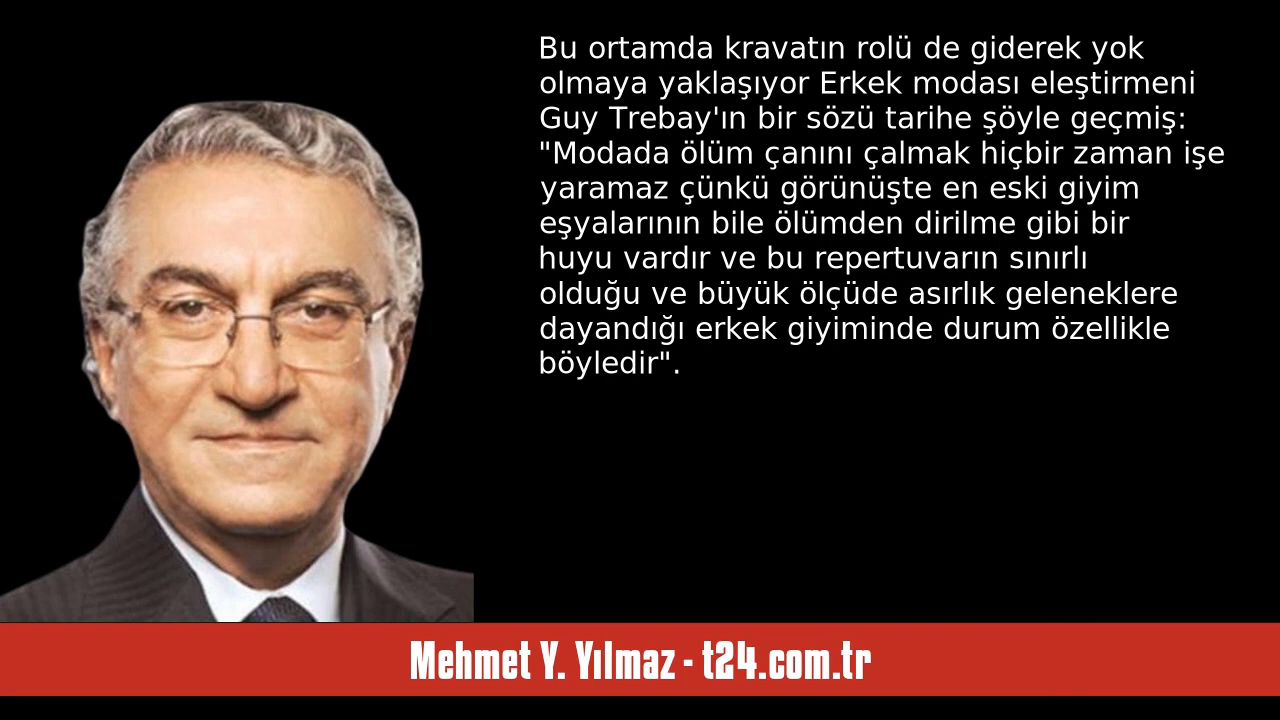 Bu ortamda kravatın rolü de giderek yok
olmaya yaklaşıyor Erkek modası eleştirmeni
Guy Trebay'ın bir sözü tarihe şöyle geçmiş:
"Modada ölüm çanını çalmak hiçbir zaman işe
yaramaz çünkü görünüşte en eski giyim
eşyalarının bile ölümden dirilme gibi bir
huyu vardır ve bu repertuvarın sınırlı
olduğu ve büyük ölçüde asırlık geleneklere
dayandığı erkek giyiminde durum özellikle
böyledir".
Mehmet Y. Yılmaz - t24.com.tr